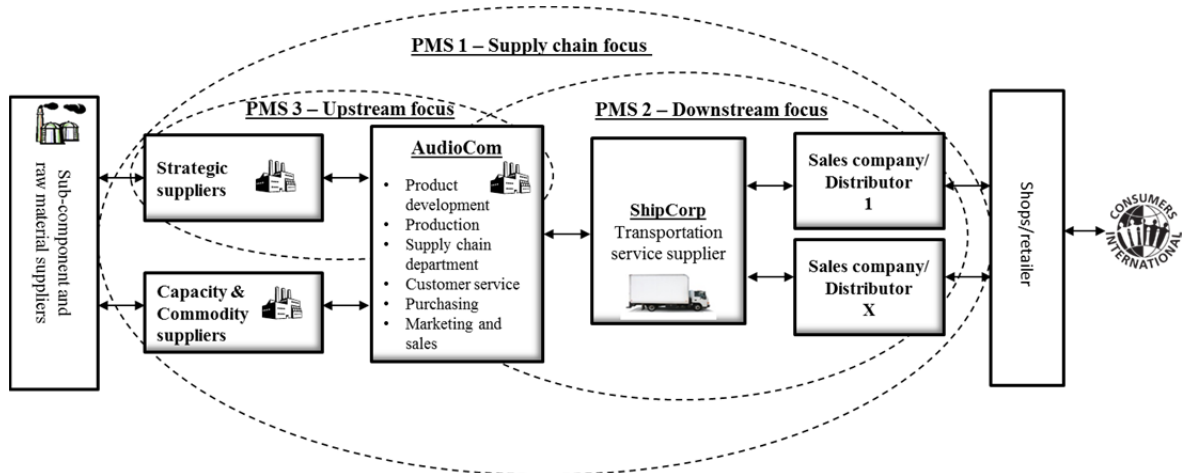 PMS 1 – Supply chain focus
PMS 3 – Upstream focus
PMS 2 – Downstream focus
Sub-component and
raw material suppliers
Strategic
suppliers
Capacity &
Commodity
suppliers
AudioCom
• Product
development
• Production
• Supply chain
department
• Customer service
• Purchasing
• Marketing and
sales
ShipCorp
Transportation
service supplier
Sales company/
Distributor
1
Sales company/
Distributor
X
Shops/retailer
CONSUMERS
INTERNATIONAL